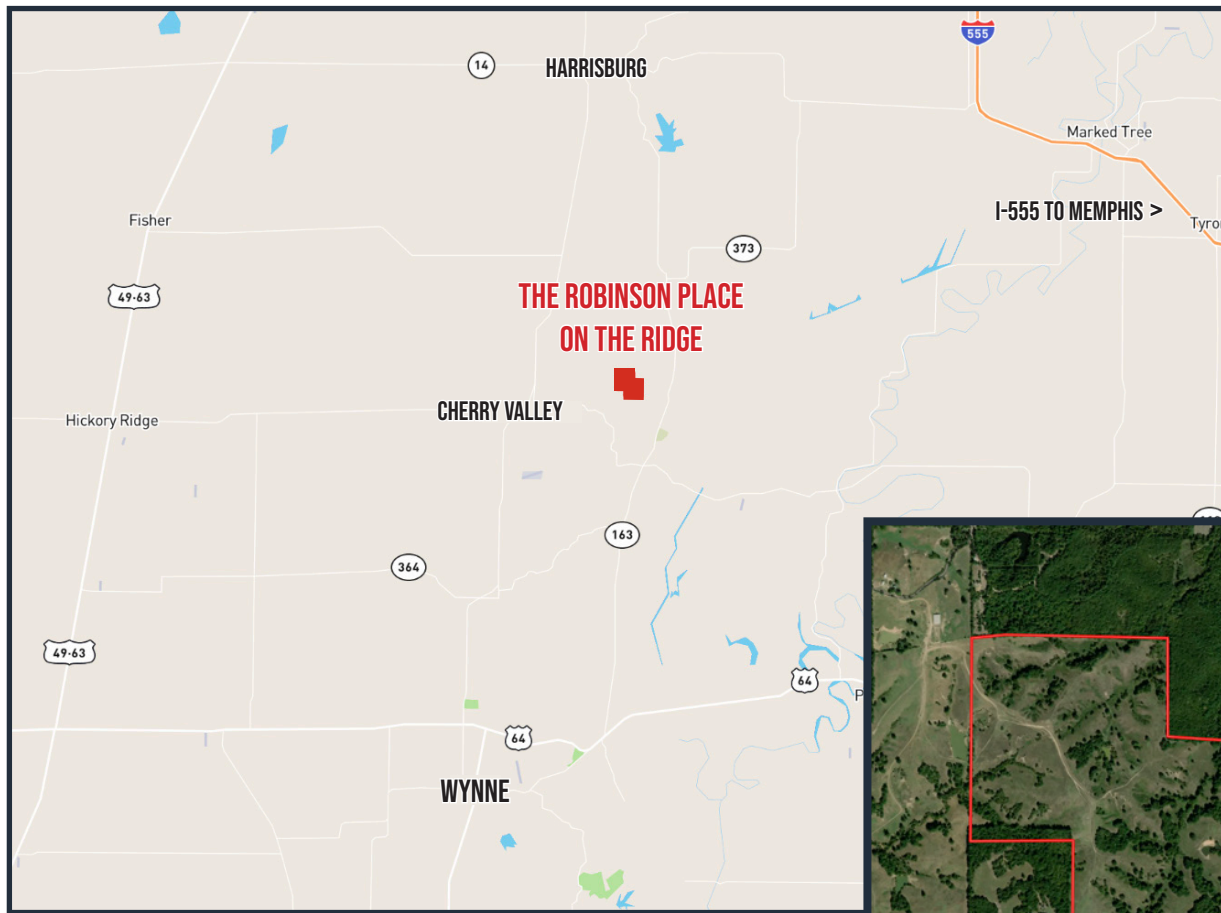 555
14
HARRISBURG
Marked Tree
I-555 TO MEMPHIS >
Fisher
373
49-63
THE ROBINSON PLACE
ON THE RIDGE
CHERRY VALLEY
Hickory Ridge
163
364
49-63
64
64
WYNNE